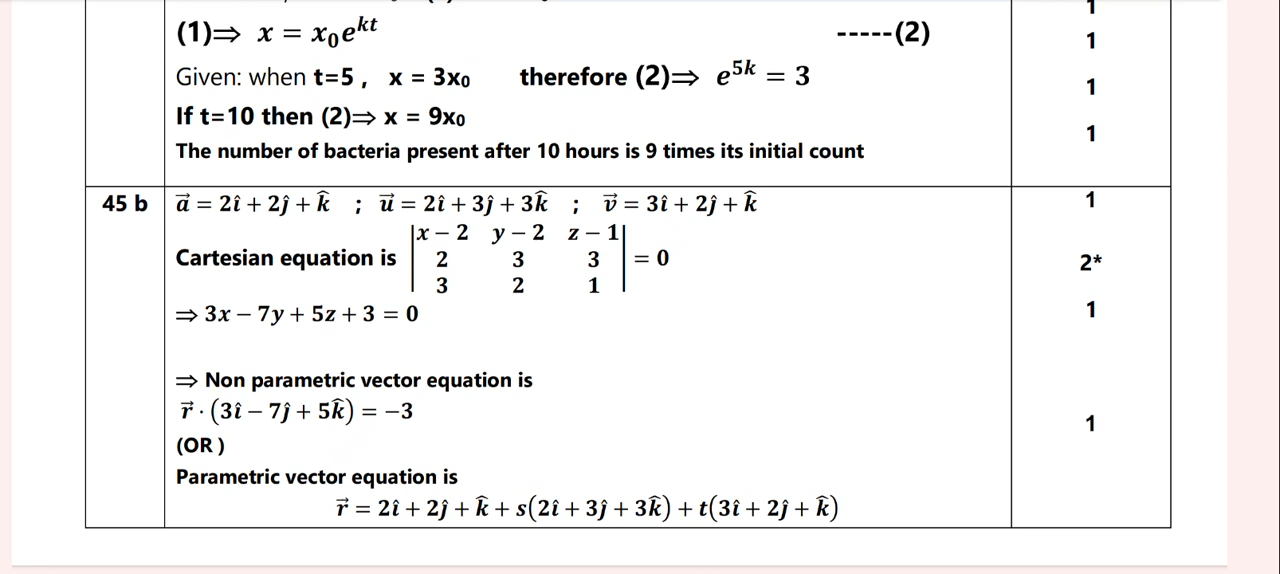 1
(1)⇒ x = x₀eᵏᵗ -----(2)
1
Given: when t=5 , x = 3x₀ therefore (2)⇒ e⁵ᵏ = 3
1
If t=10 then (2)⇒ x = 9x₀
1
The number of bacteria present after 10 hours is 9 times its initial count
45 b a⃗ = 2î + 2ĵ + k̂ ; u⃗ = 2î + 3ĵ + 3k̂ ; v⃗ = 3î + 2ĵ + k̂ 1
|x − 2 y − 2 z − 1|
Cartesian equation is | 2 3 3 | = 0 2*
| 3 2 1 |
⇒ 3x − 7y + 5z + 3 = 0 1
⇒ Non parametric vector equation is
r⃗ · (3î − 7ĵ + 5k̂) = −3
1
(OR )
Parametric vector equation is
r⃗ = 2î + 2ĵ + k̂ + s(2î + 3ĵ + 3k̂) + t(3î + 2ĵ + k̂)